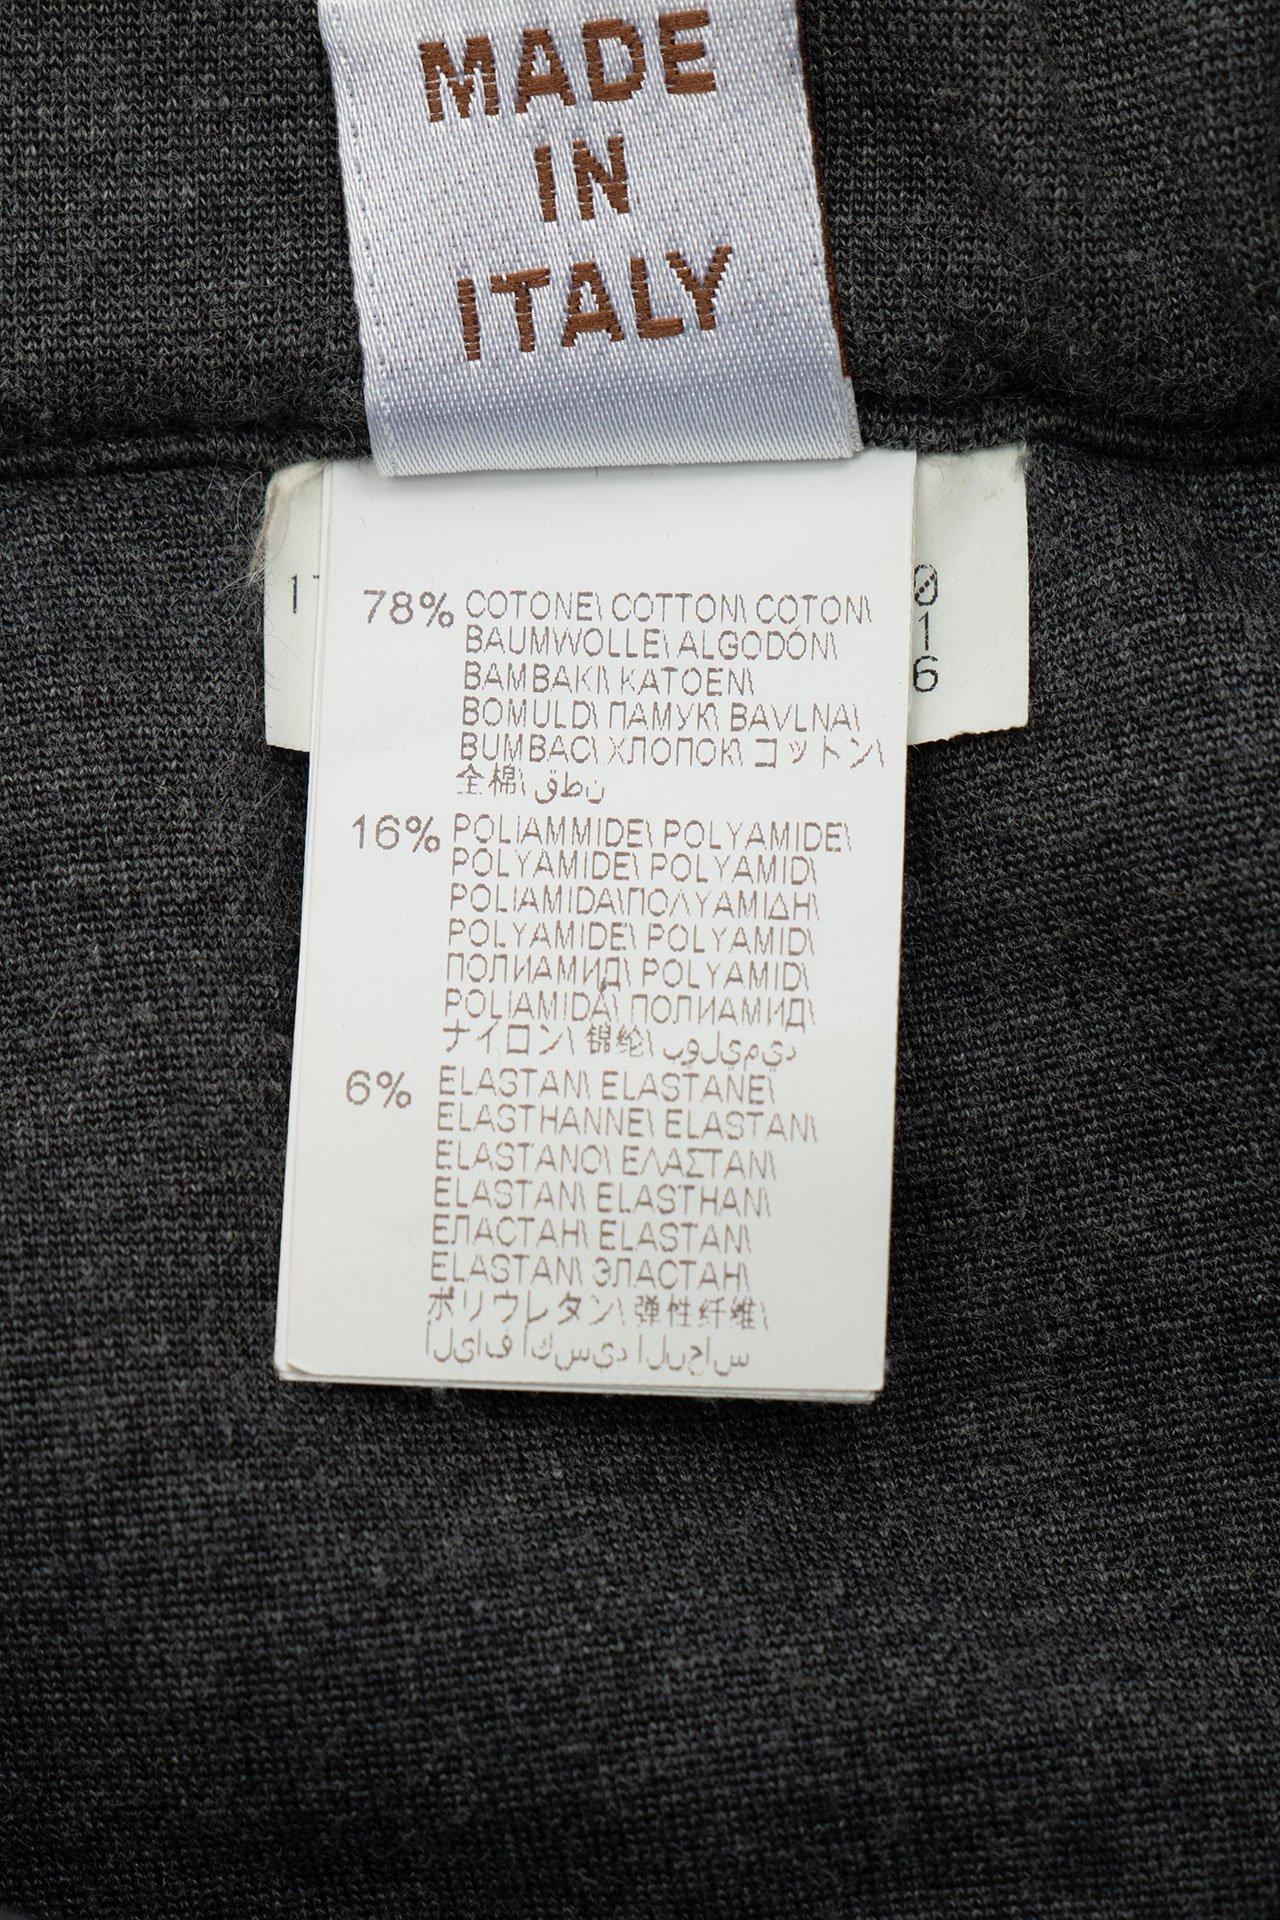 MADE
IN
ITALY
0
16
78% COTONE\ COTTON\ COTON\
BAUMWOLLE\ ALGODÓN\
BAMBAKI\ KATOEN\
BOMULD\ ПАМУК\ BAVLNA\
BUMBAC\ ХЛОПОК\ コットン\
全棉\ قطن
16% POLIAMMIDE\ POLYAMIDE\
POLYAMIDE\ POLYAMID\
POLIAMIDA\ΠΟΛΥΑΜΙΔΗ\
POLYAMIDE\ POLYAMID\
ПОЛИАМИД\ POLYAMID\
POLIAMIDĂ\ ПОЛИАМИД\
ナイロン\ 锦纶\ بوليميد
6% ELASTAN\ ELASTANE\
ELASTHANNE\ ELASTAN\
ELASTANO\ ΕΛΑΣΤΑΝ\
ELASTAN\ ELASTHAN\
ЕЛАСТАН\ ELASTAN\
ELASTAN\ ЭЛАСТАН\
ポリウレタン\ 弹性纤维\